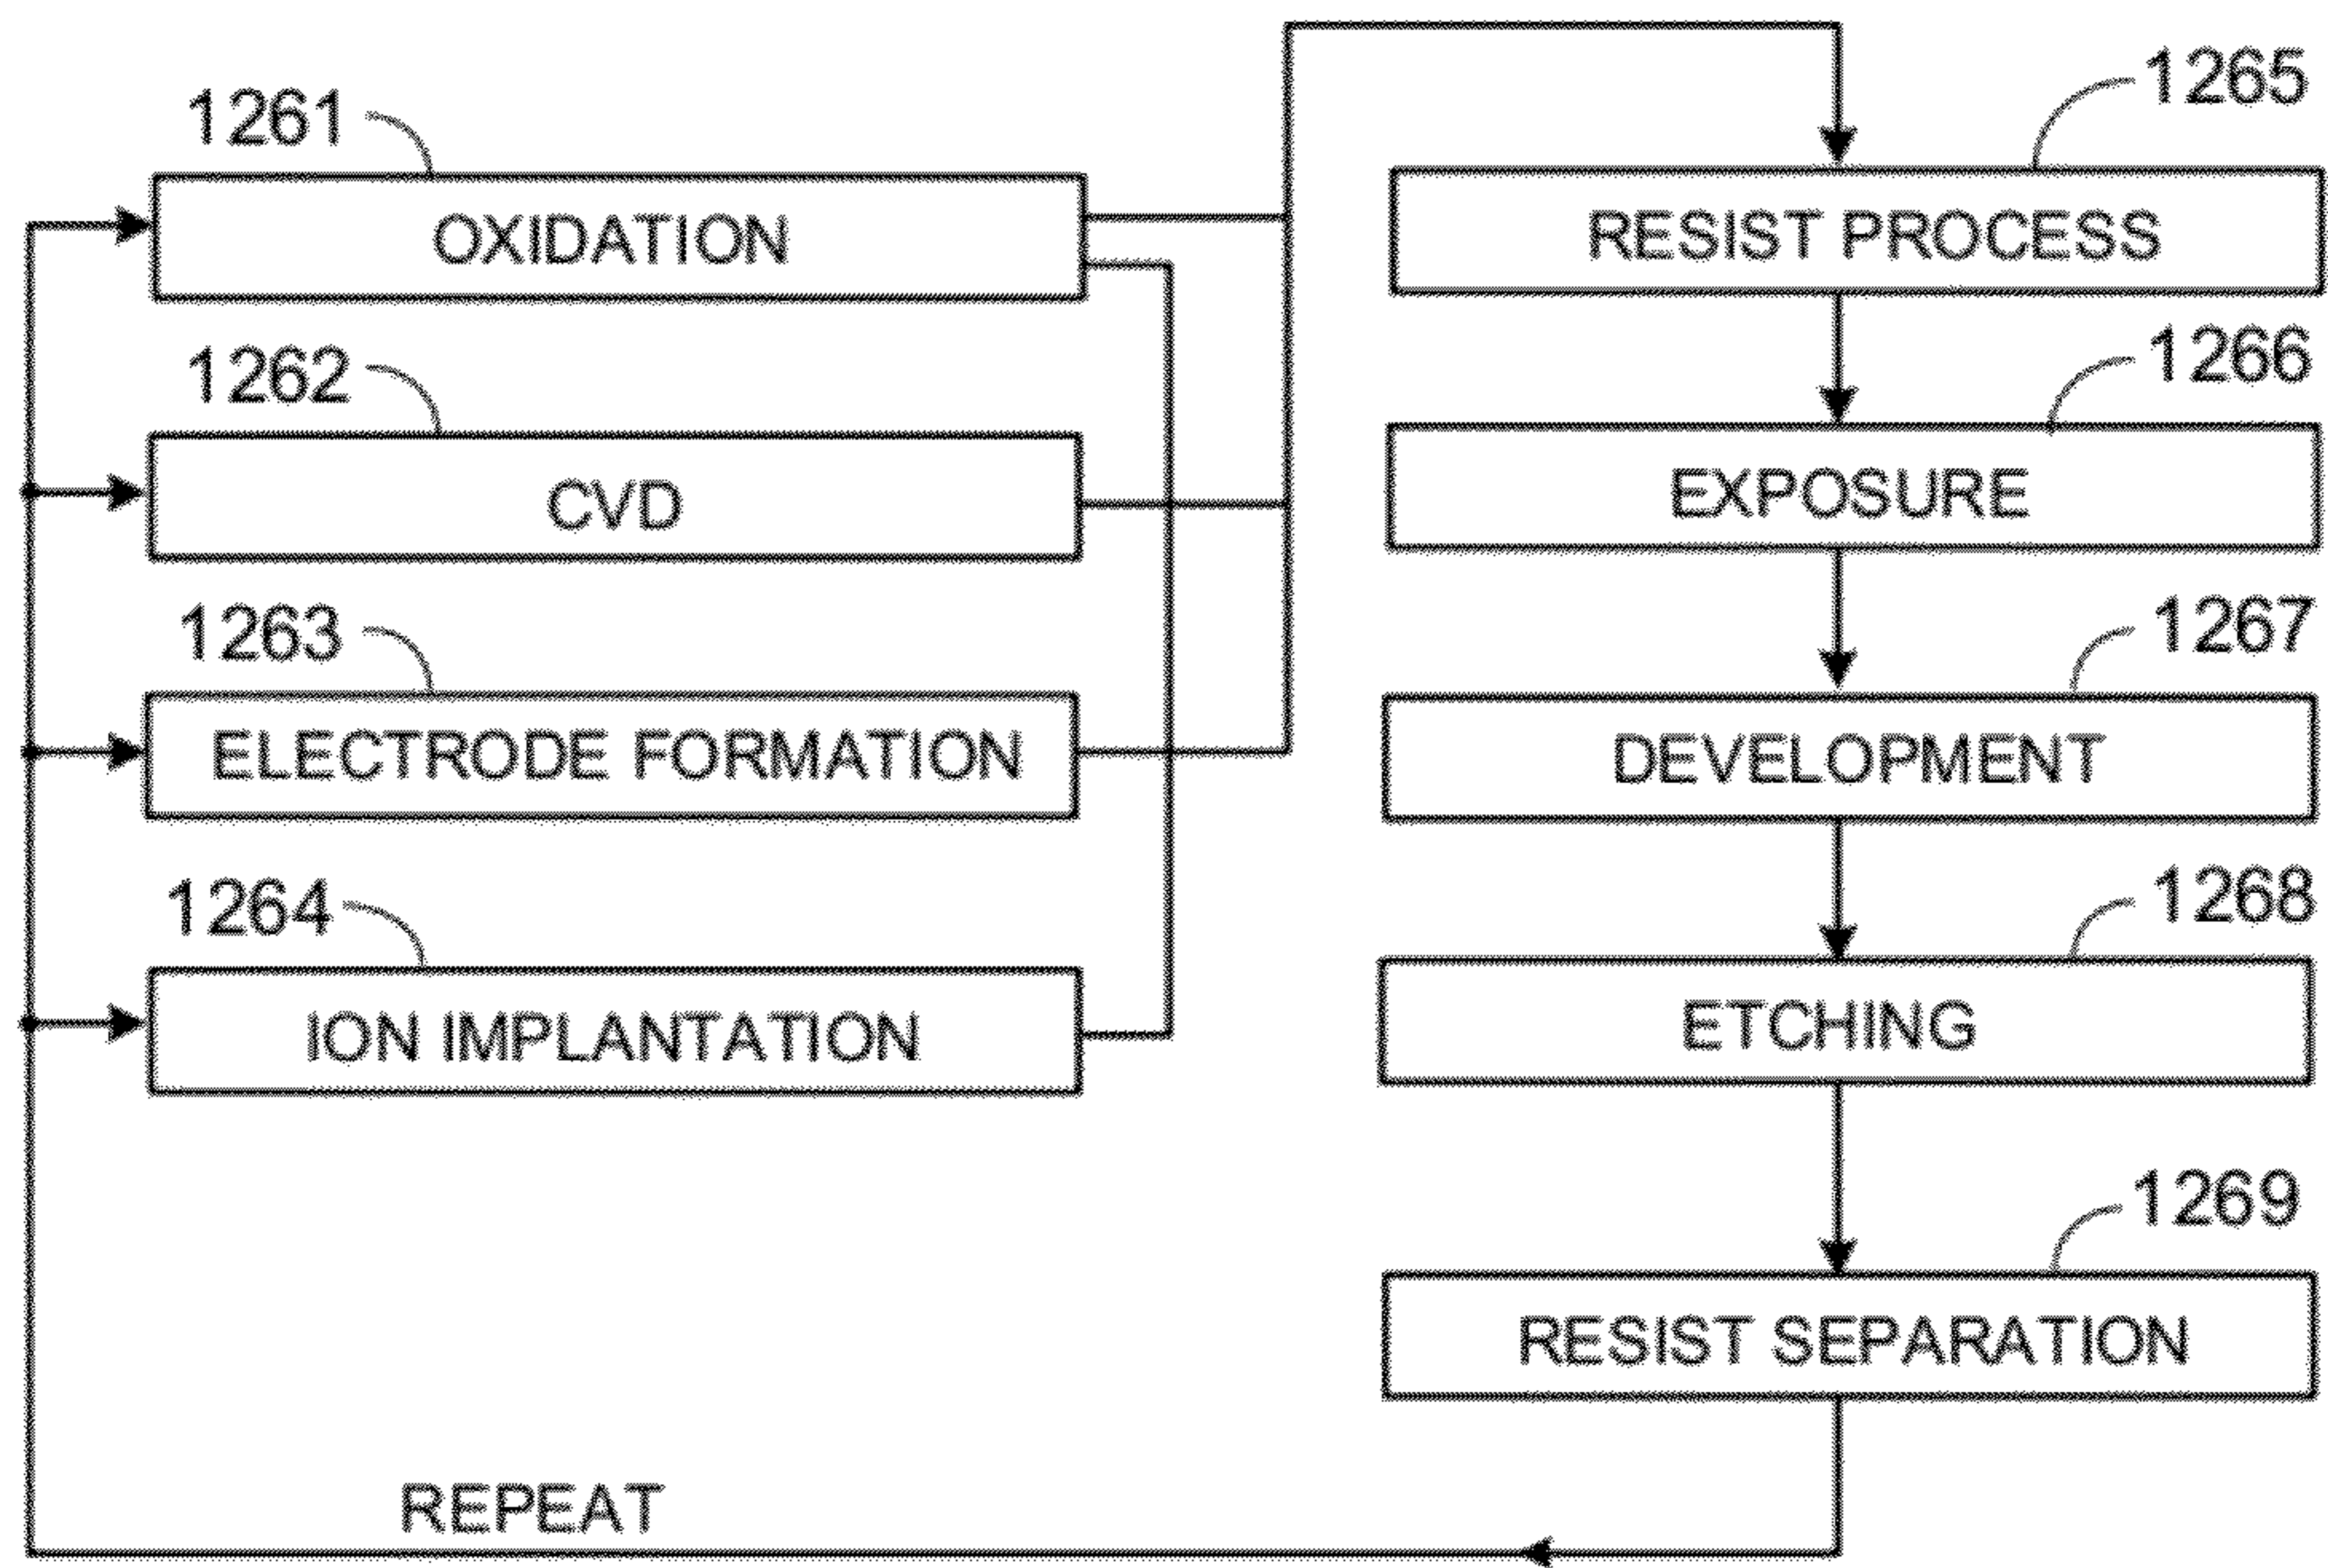 1261
OXIDATION
1262
CVD
1263
ELECTRODE FORMATION
1264
ION IMPLANTATION
1265
RESIST PROCESS
1266
EXPOSURE
1267
DEVELOPMENT
1268
ETCHING
1269
RESIST SEPARATION
REPEAT